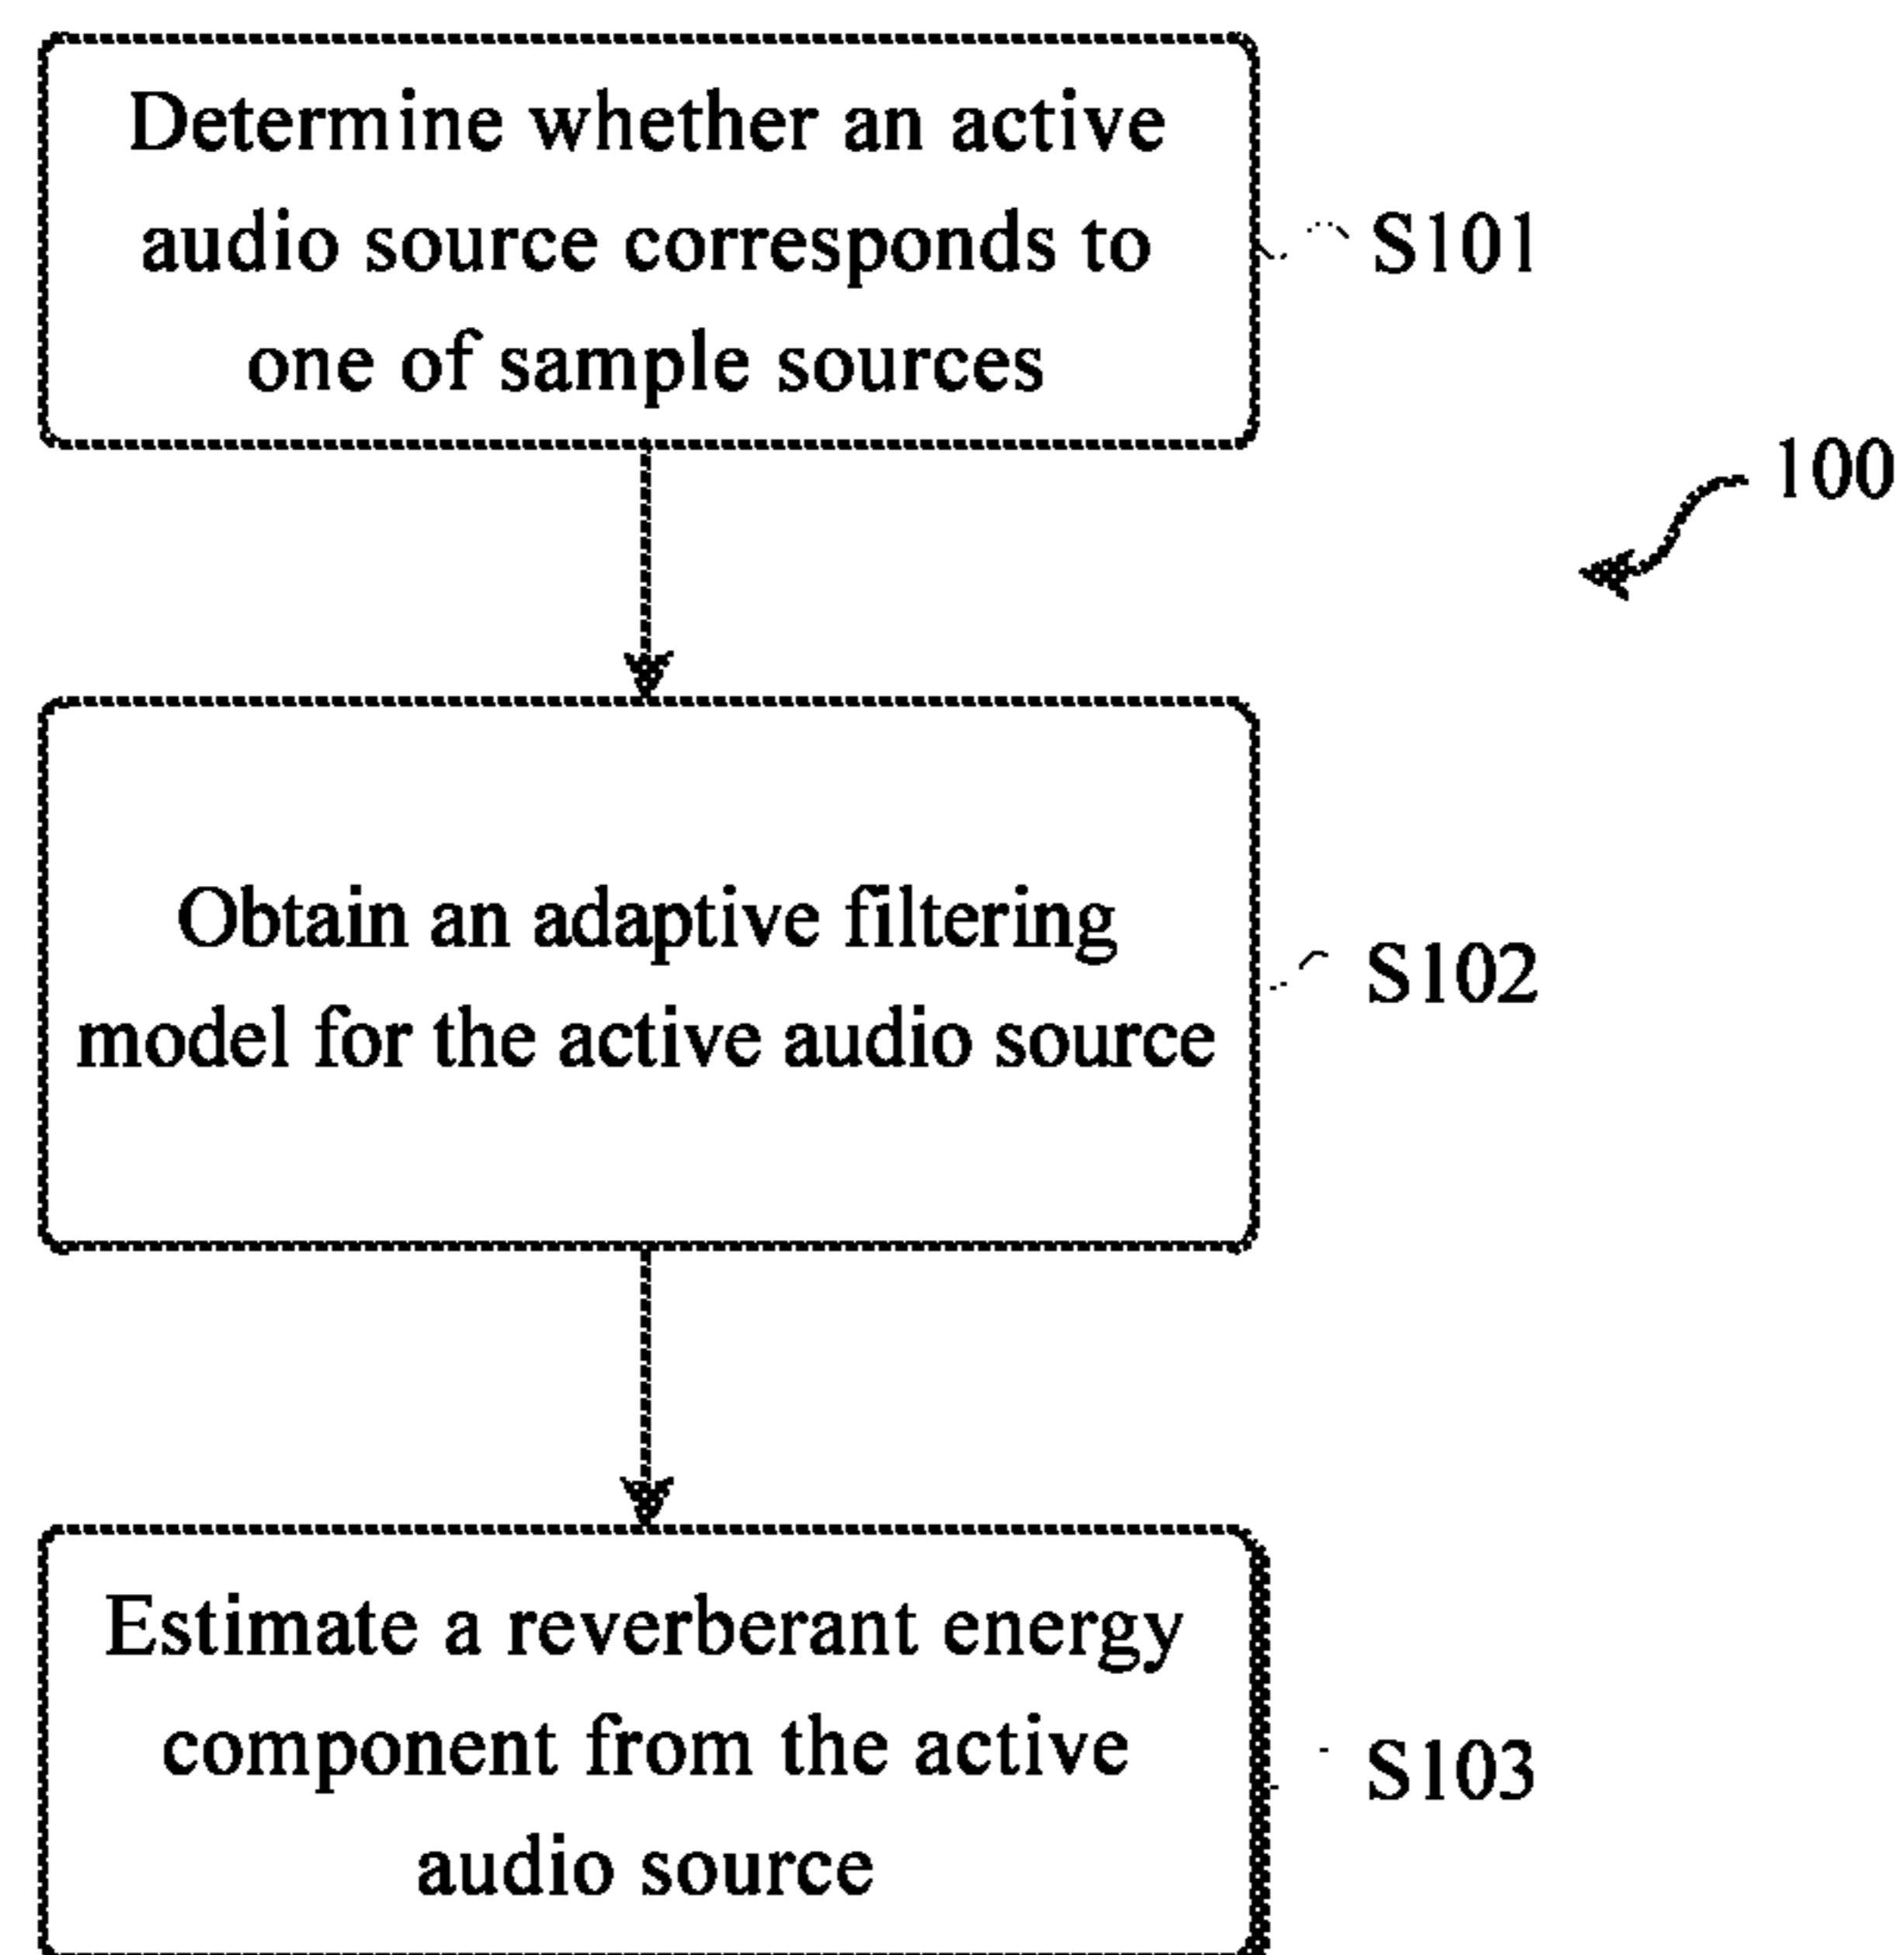 Determine whether an active
audio source corresponds to
one of sample sources
S101
100
Obtain an adaptive filtering
model for the active audio source
S102
Estimate a reverberant energy
component from the active
audio source
S103